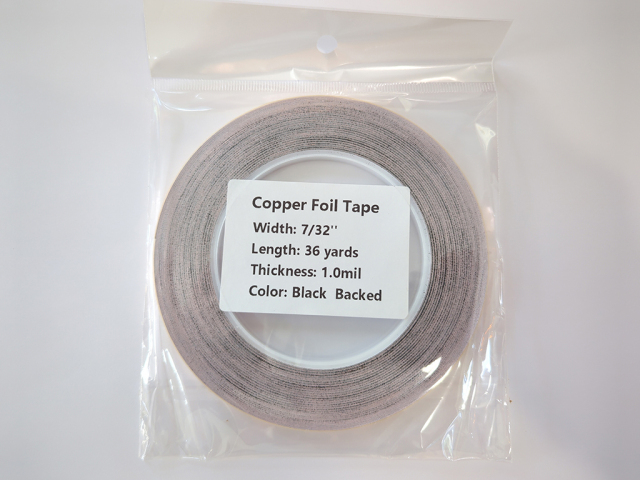 Copper Foil Tape
Width: 7/32''
Length: 36 yards
Thickness: 1.0mil
Color: Black Backed